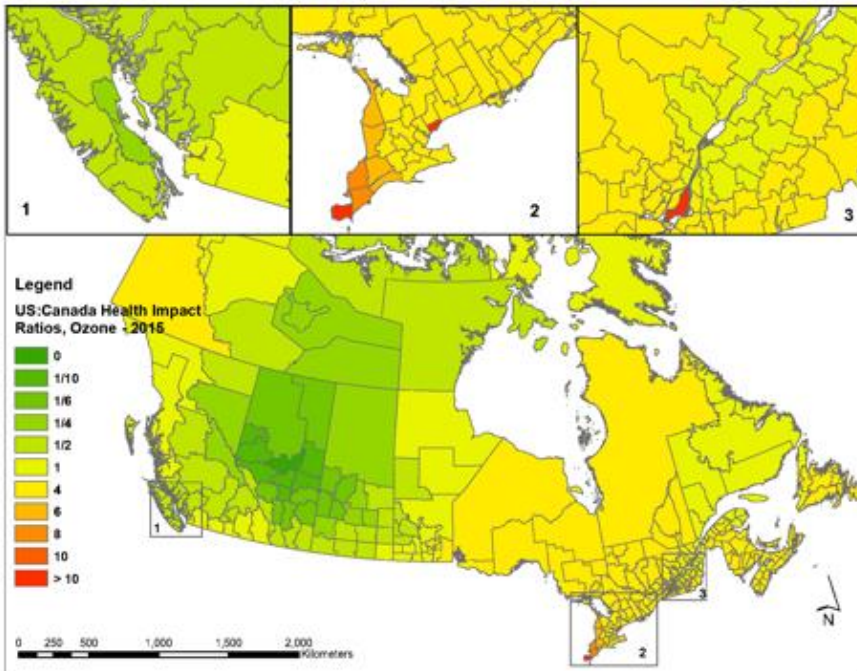 1
2
3
Legend
US:Canada Health Impact
Ratios, Ozone - 2015
0
1/10
1/6
1/4
1/2
1
4
6
8
10
> 10
1
2
3
N
0 250 500 1,000 1,500 2,000
Kilometers